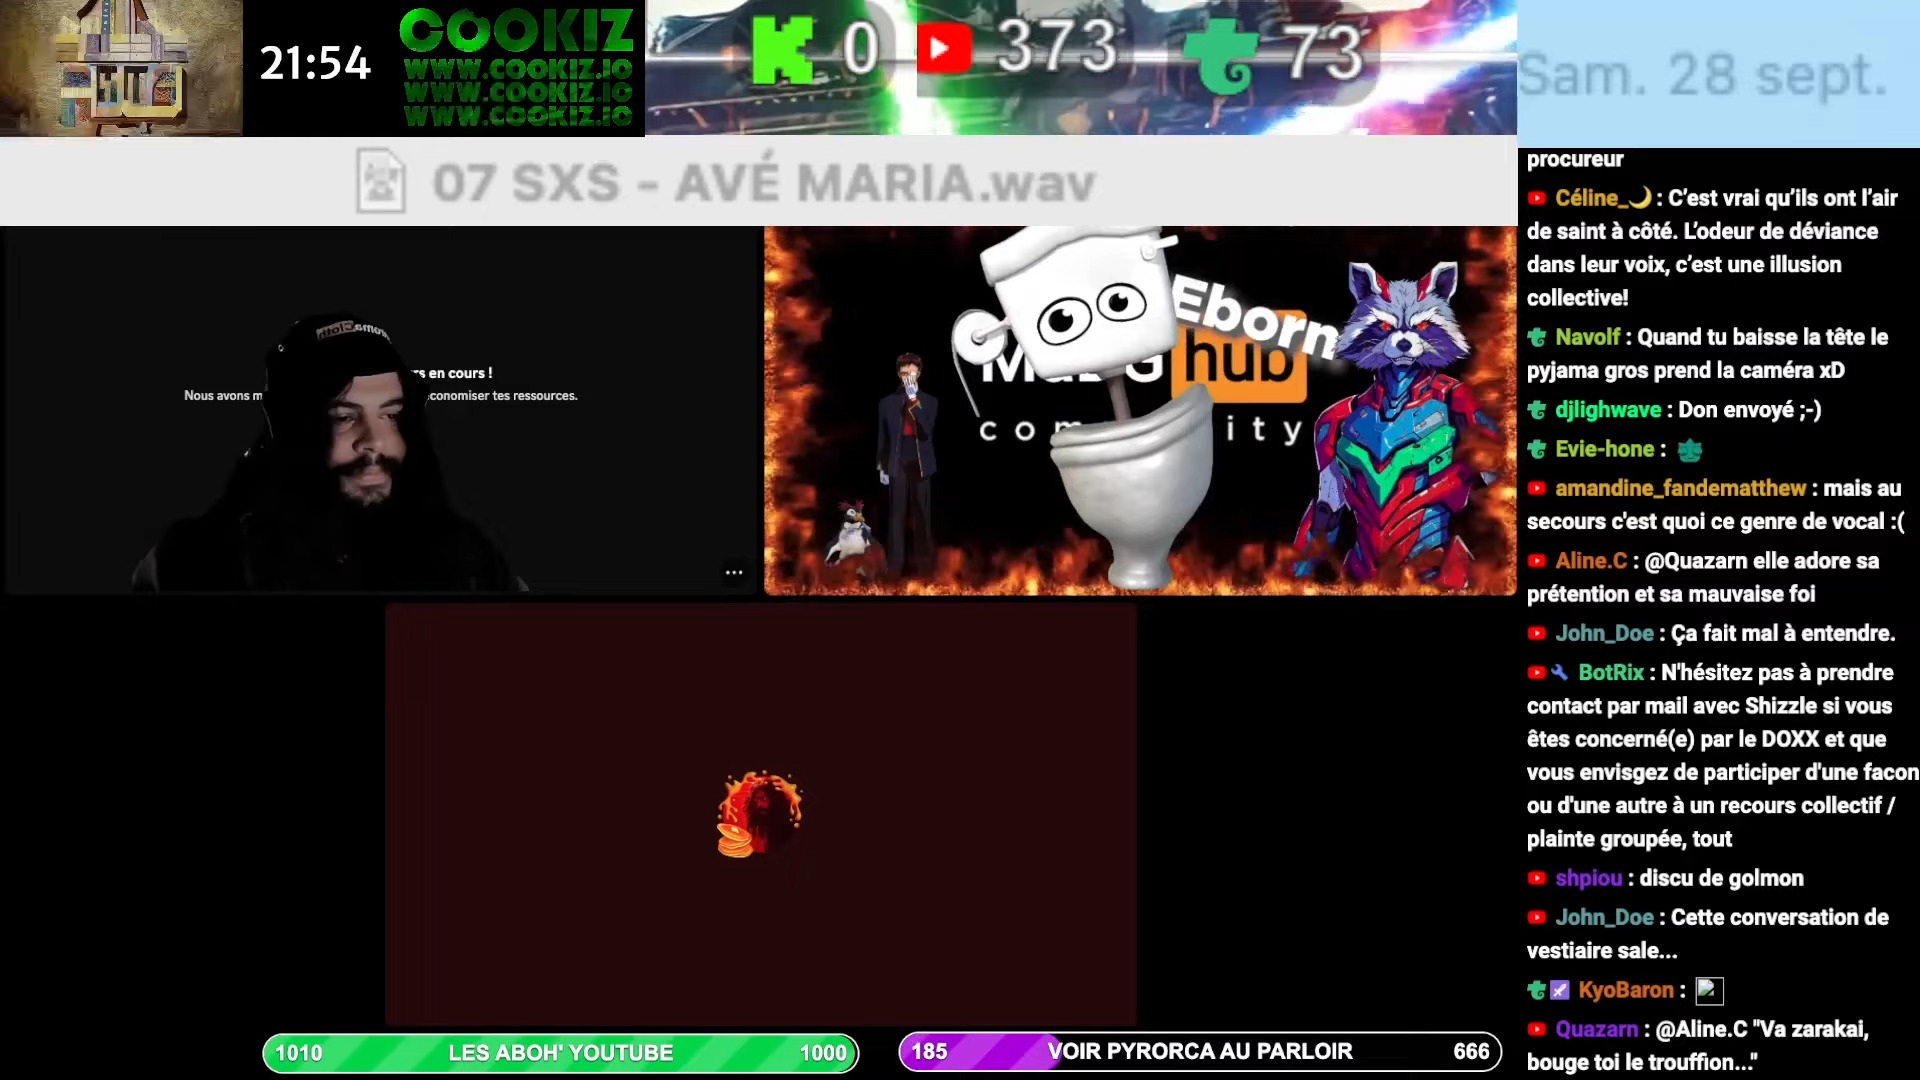 21:54
COOKIZ
WWW.COOKIZ.IO
WWW.COOKIZ.IO
WWW.COOKIZ.IO
0
373
73
Sam. 28 sept.
07 SXS - AVÉ MARIA.wav
rs en cours !
Nous avons m
conomiser tes ressources.
Eborn
hub
com
ity
procureur
Céline_🌙 : C'est vrai qu'ils ont l'air
de saint à côté. L'odeur de déviance
dans leur voix, c'est une illusion
collective!
Navolf : Quand tu baisse la tête le
pyjama gros prend la caméra xD
djlighwave : Don envoyé ;-)
Evie-hone :
amandine_fandematthew : mais au
secours c'est quoi ce genre de vocal :(
Aline.C : @Quazarn elle adore sa
prétention et sa mauvaise foi
John_Doe : Ça fait mal à entendre.
BotRix : N'hésitez pas à prendre
contact par mail avec Shizzle si vous
êtes concerné(e) par le DOXX et que
vous envisgez de participer d'une facon
ou d'une autre à un recours collectif /
plainte groupée, tout
shpiou : discu de golmon
John_Doe : Cette conversation de
vestiaire sale...
KyoBaron :
Quazarn : @Aline.C "Va zarakai,
bouge toi le trouffion..."
1010 LES ABOH' YOUTUBE 1000
185 VOIR PYRORCA AU PARLOIR 666